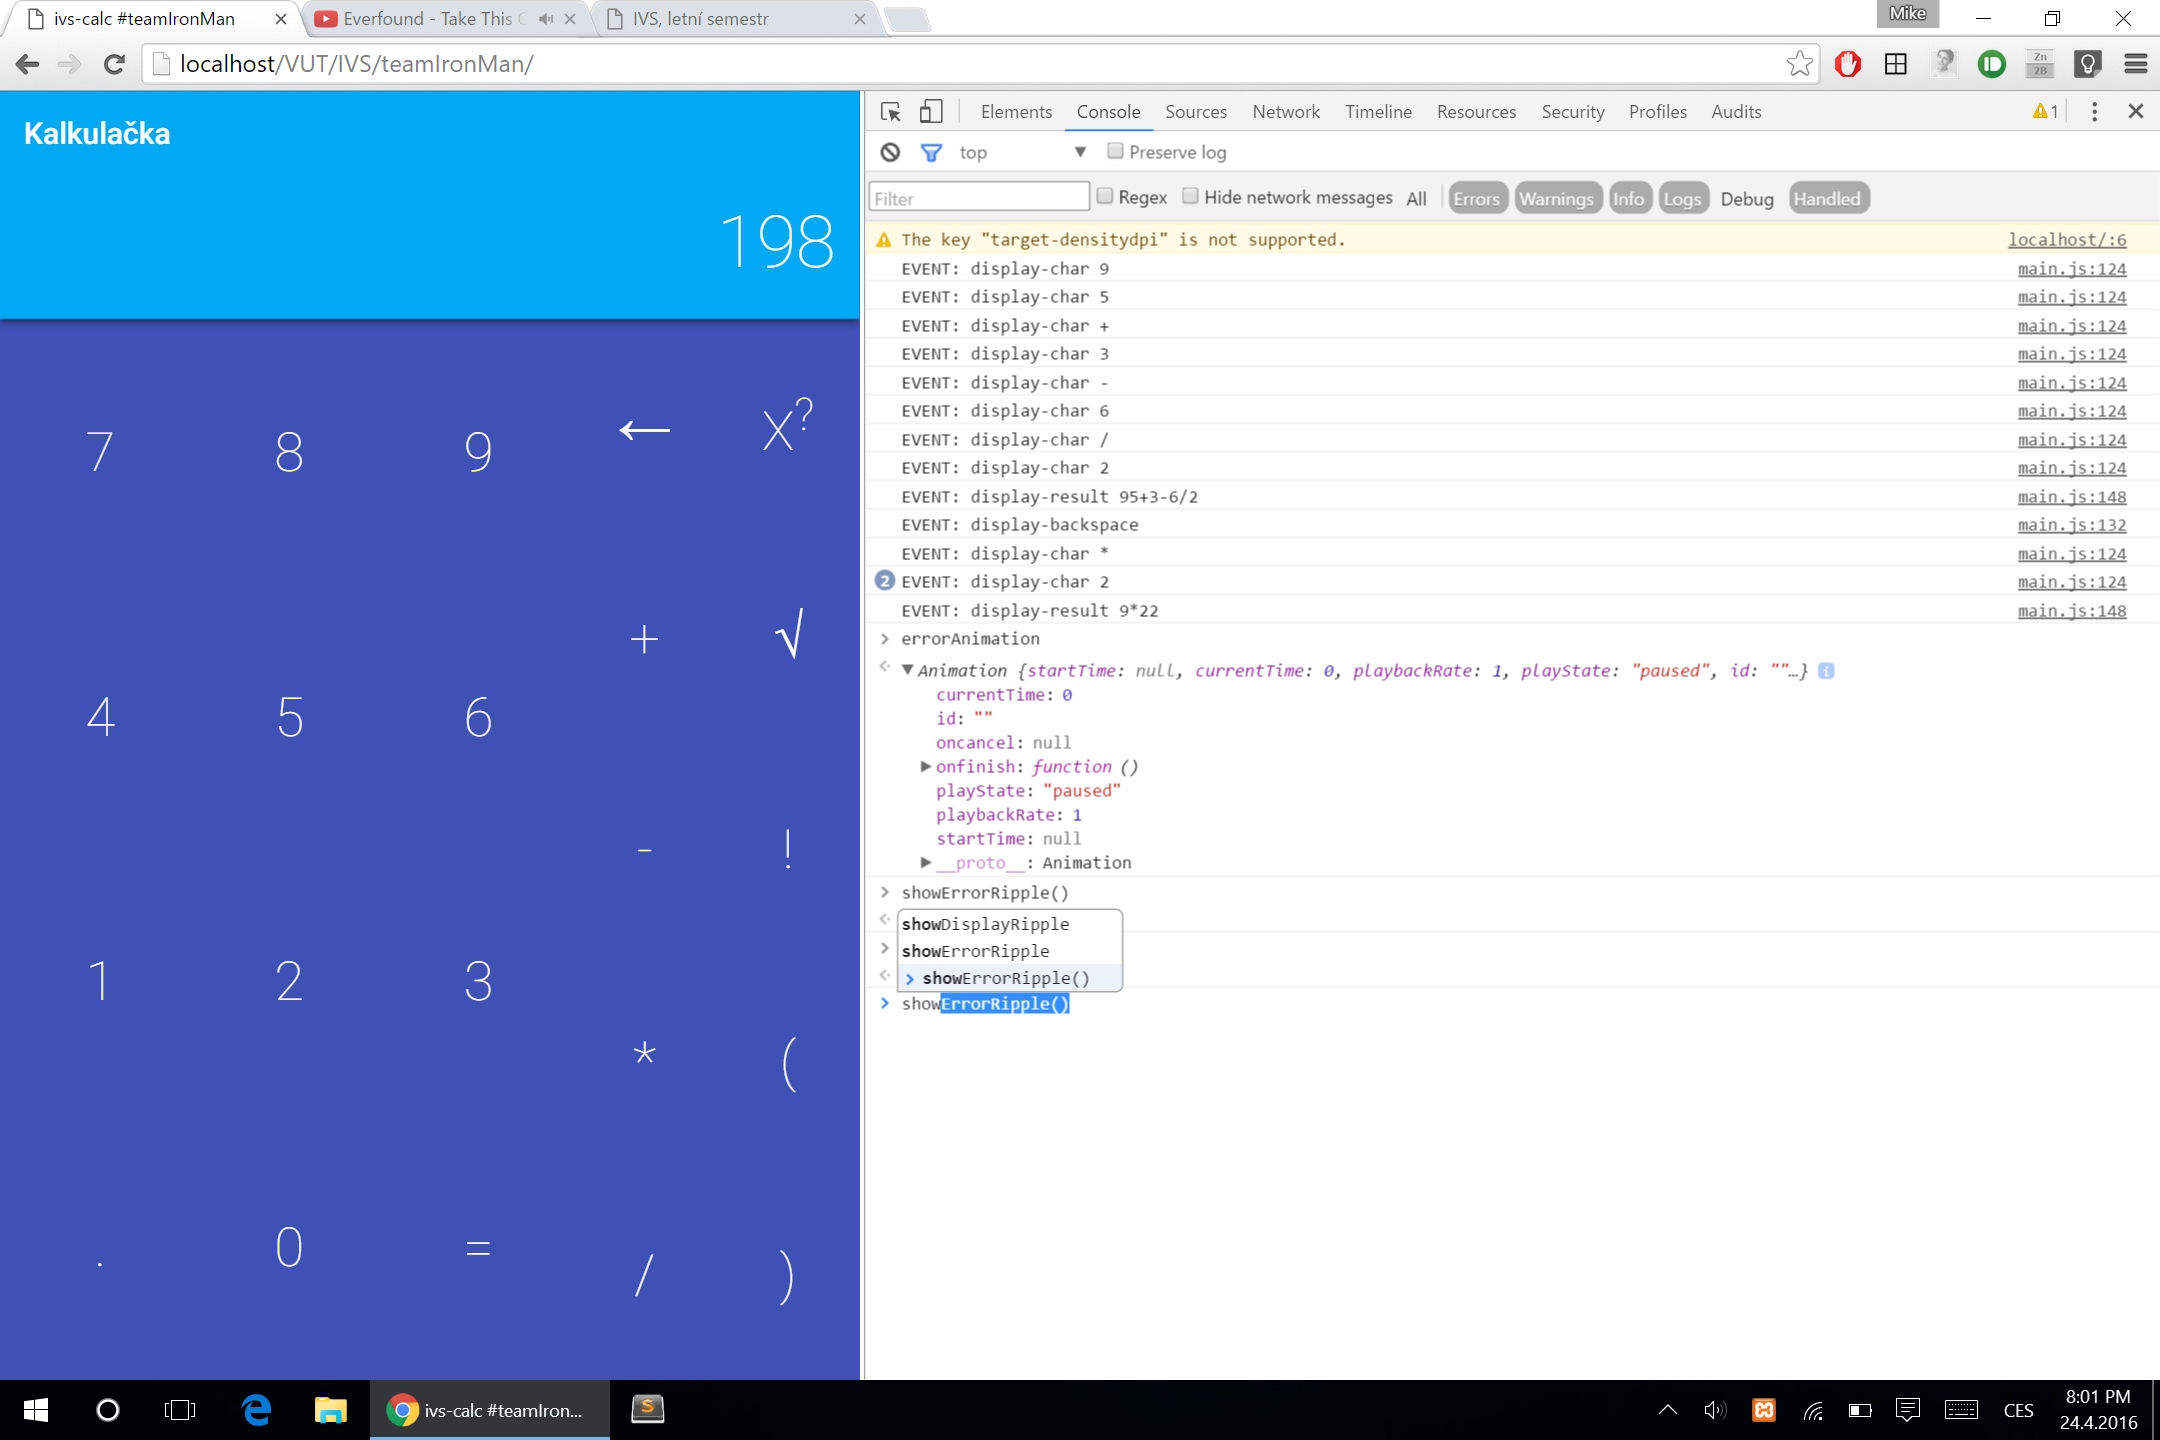 ivs-calc #teamIronMan
Everfound - Take This
IVS, letní semestr
Mike
localhost/VUT/IVS/teamIronMan/
Zn
2B
Kalkulačka
198
7 8 9 ← X?
+ √
4 5 6
- !
1 2 3
* (
. 0 = / )
Elements Console Sources Network Timeline Resources Security Profiles Audits 1
top Preserve log
Filter Regex Hide network messages All Errors Warnings Info Logs Debug Handled
The key "target-densitydpi" is not supported. localhost/:6
EVENT: display-char 9 main.js:124
EVENT: display-char 5 main.js:124
EVENT: display-char + main.js:124
EVENT: display-char 3 main.js:124
EVENT: display-char - main.js:124
EVENT: display-char 6 main.js:124
EVENT: display-char / main.js:124
EVENT: display-char 2 main.js:124
EVENT: display-result 95+3-6/2 main.js:148
EVENT: display-backspace main.js:132
EVENT: display-char * main.js:124
2 EVENT: display-char 2 main.js:124
EVENT: display-result 9*22 main.js:148
> errorAnimation
Animation {startTime: null, currentTime: 0, playbackRate: 1, playState: "paused", id: ""…}
currentTime: 0
id: ""
oncancel: null
onfinish: function ()
playState: "paused"
playbackRate: 1
startTime: null
__proto__: Animation
> showErrorRipple()
showDisplayRipple
showErrorRipple
> showErrorRipple()
> showErrorRipple()
ivs-calc #teamIron...
CES
8:01 PM
24.4.2016